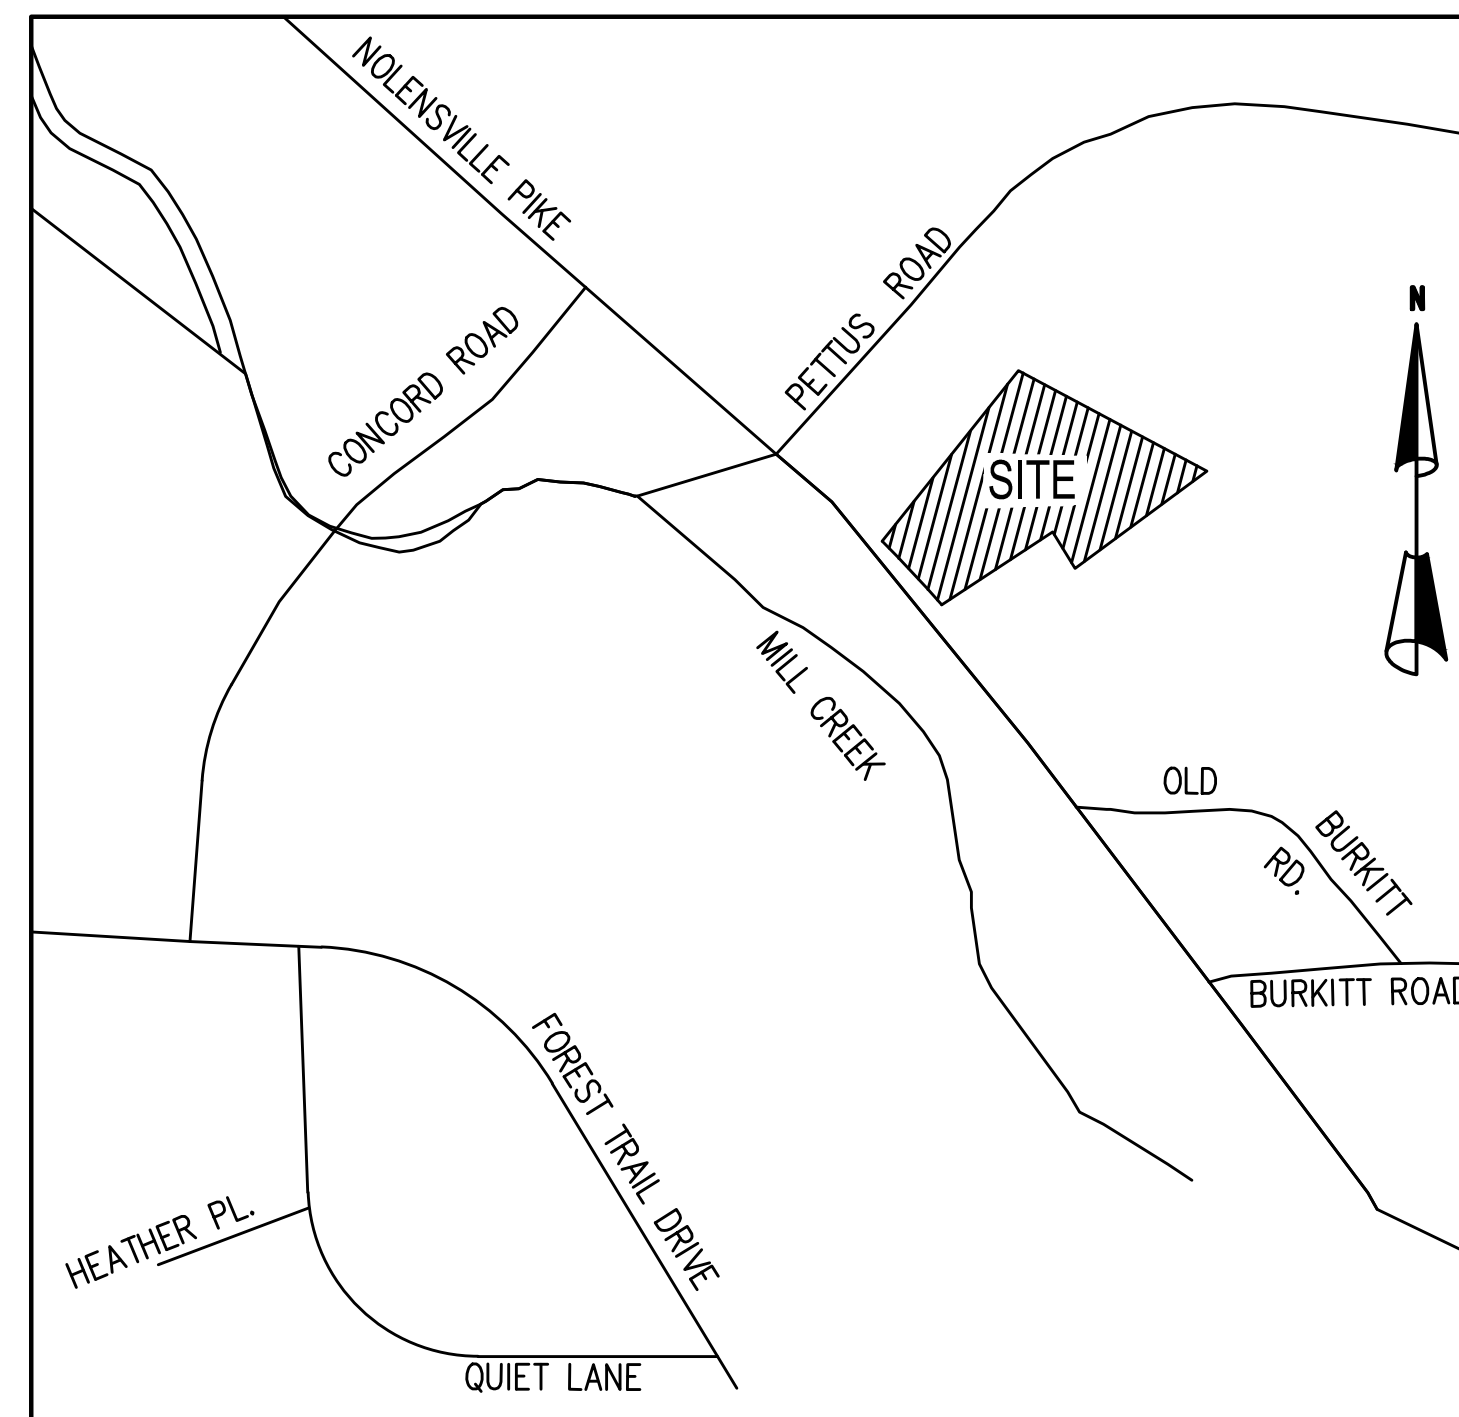 NOLENSVILLE PIKE
PETTUS ROAD
N
CONCORD ROAD
SITE
MILL CREEK
OLD
BURKITT
RD.
BURKITT ROAD
FOREST TRAIL DRIVE
HEATHER PL.
QUIET LANE